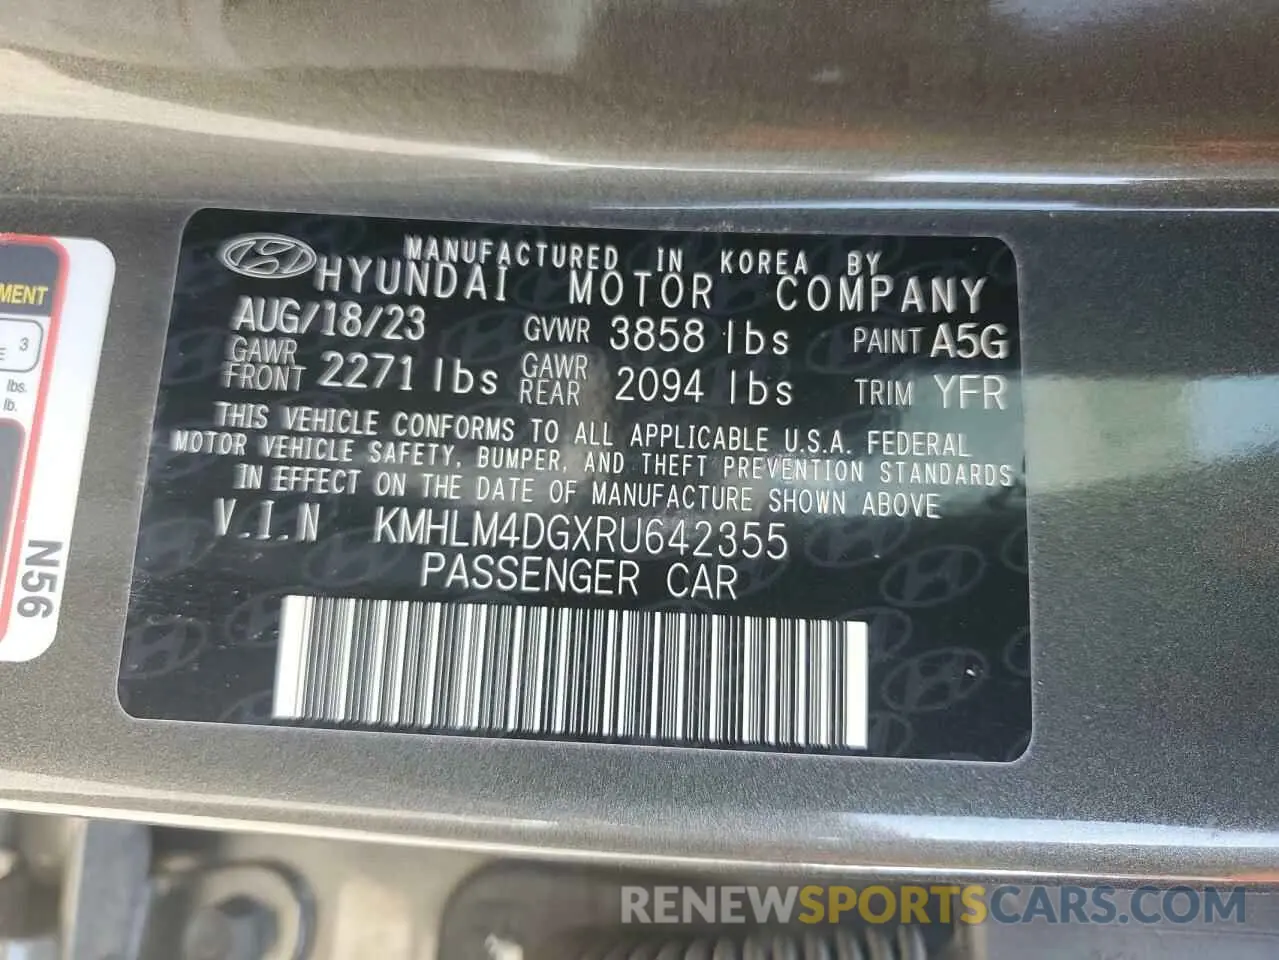 MANUFACTURED IN KOREA BY
HYUNDAI MOTOR COMPANY
AUG/18/23 GVWR 3858 lbs PAINT A5G
GAWR FRONT 2271 lbs GAWR REAR 2094 lbs TRIM YFR
THIS VEHICLE CONFORMS TO ALL APPLICABLE U.S.A. FEDERAL
MOTOR VEHICLE SAFETY, BUMPER, AND THEFT PREVENTION STANDARDS
IN EFFECT ON THE DATE OF MANUFACTURE SHOWN ABOVE
V.I.N KMHLM4DGXRU642355
PASSENGER CAR
3
lbs.
lb.
N56
RENEWSPORTSCARS.COM